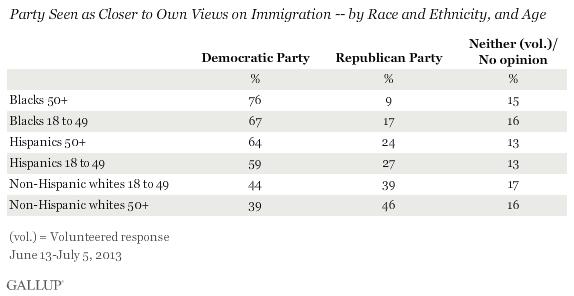 Party Seen as Closer to Own Views on Immigration -- by Race and Ethnicity, and Age
Democratic Party Republican Party Neither (vol.)/ No opinion
% % %
Blacks 50+ 76 9 15
Blacks 18 to 49 67 17 16
Hispanics 50+ 64 24 13
Hispanics 18 to 49 59 27 13
Non-Hispanic whites 18 to 49 44 39 17
Non-Hispanic whites 50+ 39 46 16
(vol.) = Volunteered response
June 13-July 5, 2013
GALLUP®